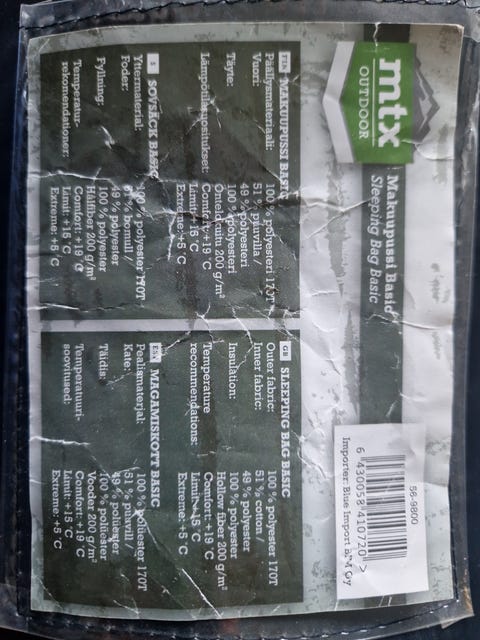 mtx
OUTDOOR
Makuupussi Basic
Sleeping Bag Basic
56-9800
6 430058 410720 >
Importer: Blue Import BIM Oy
FIN MAKUUPUSSI BASIC
Päällysmateriaali: 100 % polyesteri 170T
Vuori: 51 % puuvilla /
49 % polyesteri
Täyte: 100 % polyesteri
Ontelokuitu 200 g/m²
Lämpötilasuositukset: Comfort: +19 °C
Limit: +15 °C
Extreme: +5 °C
S SOVSÄCK BASIC
Yttermaterial: 100 % polyester 170T
Foder: 51 % bomull /
49 % polyester
Fyllning: 100 % polyester
Hålfiber 200 g/m²
Temperatur- Comfort: +19 °C
rekomendationer: Limit: +15 °C
Extreme: +5 °C
GB SLEEPING BAG BASIC
Outer fabric: 100 % polyester 170T
Inner fabric: 51 % cotton /
49 % polyester
Insulation: 100 % polyester
Hollow fiber 200 g/m²
Temperature Comfort: +19 °C
recommendations: Limit: +15 °C
Extreme: +5 °C
EST MAGAMISKOTT BASIC
Pealismaterjal: 100 % polüester 170T
Kate: 51 % puuvill /
49 % polüester
Täidis: 100 % polüester
Vooder 200 g/m²
Temperatuuri- Comfort: +19 °C
soovitused: Limit: +15 °C
Extreme: +5 °C